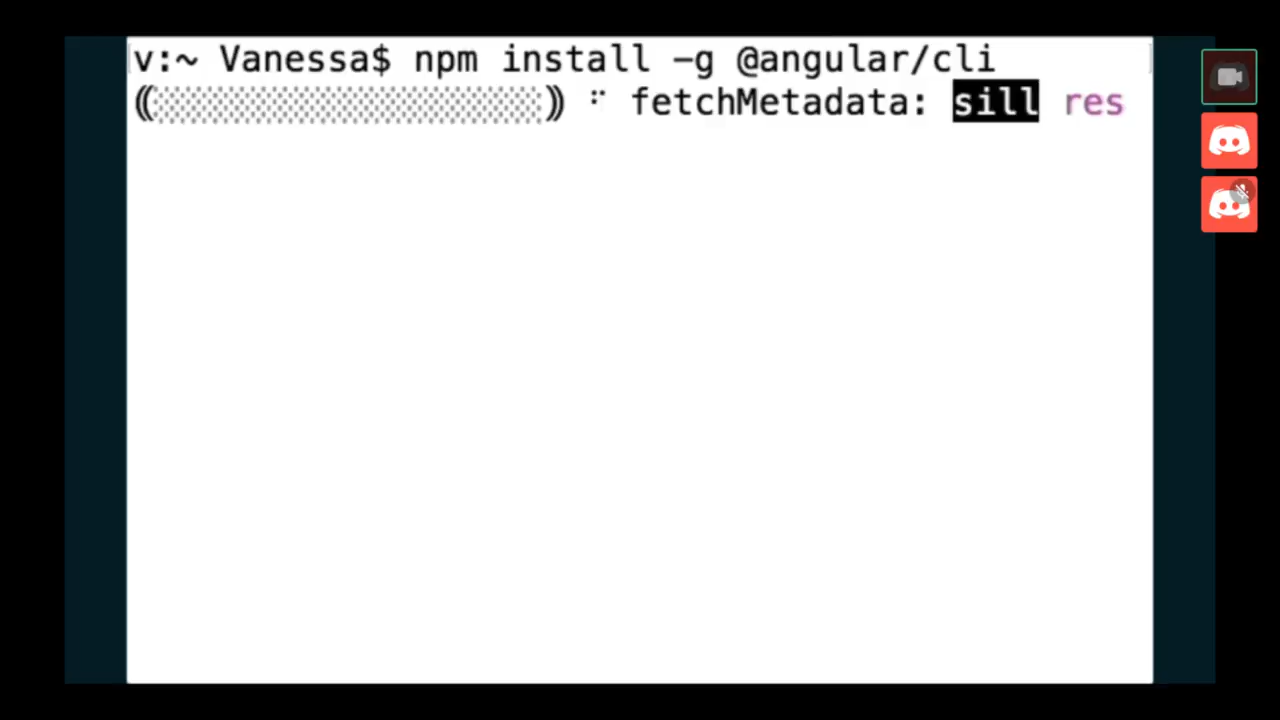 v:~ Vanessa$ npm install -g @angular/cli
((░░░░░░░░░░░░░░░░░░)) ⠋ fetchMetadata: sill res